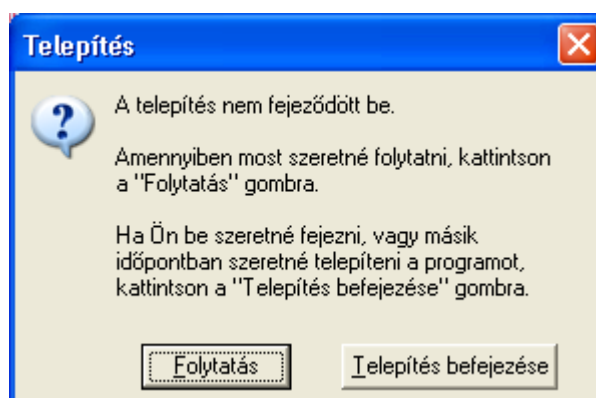 Telepítés
A telepítés nem fejeződött be.
Amennyiben most szeretné folytatni, kattintson
a "Folytatás" gombra.
Ha Ön be szeretné fejezni, vagy másik
időpontban szeretné telepíteni a programot,
kattintson a "Telepítés befejezése" gombra.
Folytatás
Telepítés befejezése